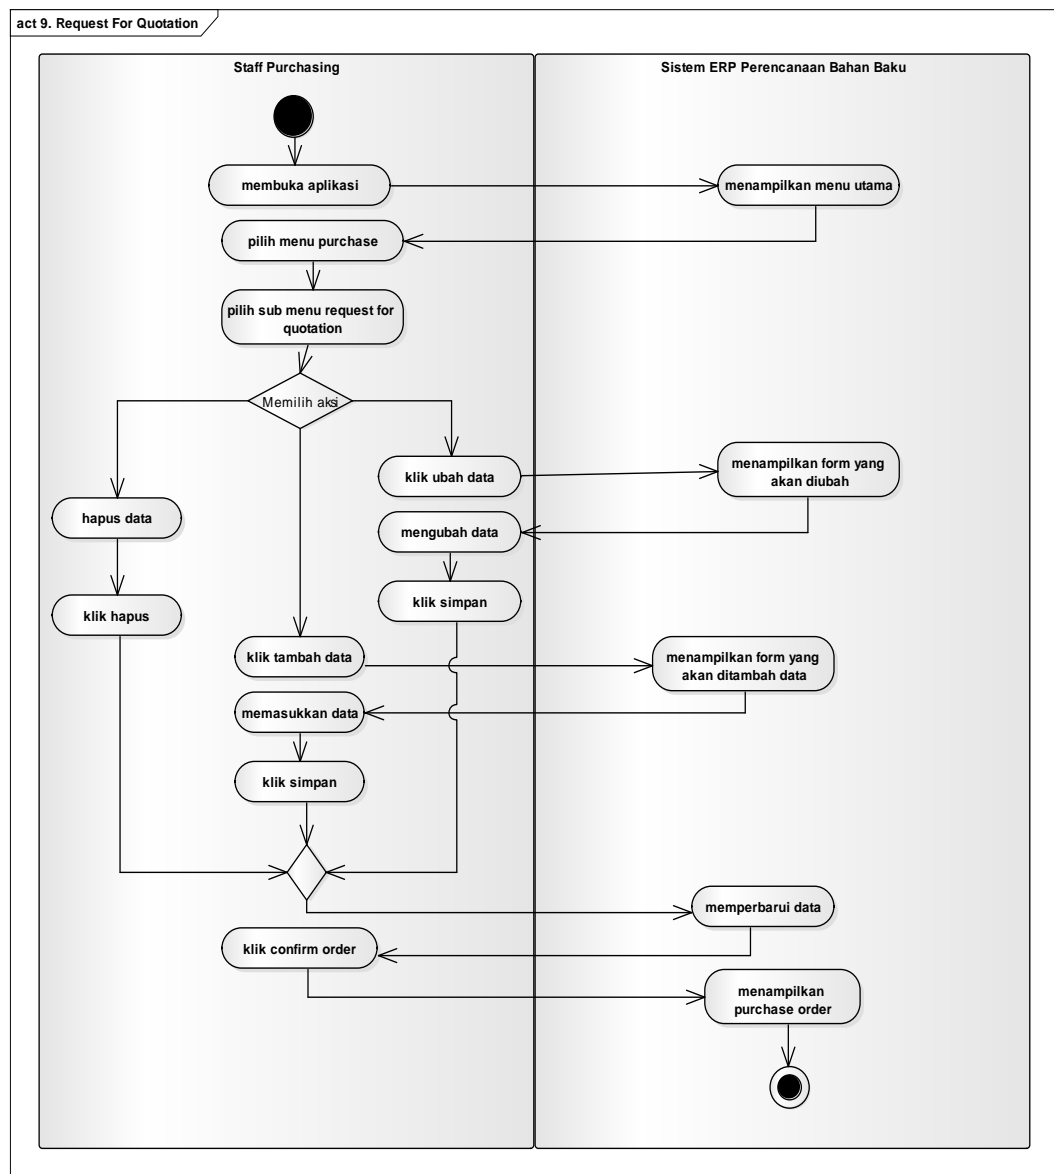 act 9. Request For Quotation
Staff Purchasing
Sistem ERP Perencanaan Bahan Baku
membuka aplikasi
menampilkan menu utama
pilih menu purchase
pilih sub menu request for
quotation
Memilih aksi
klik ubah data
menampilkan form yang
akan diubah
hapus data
mengubah data
klik hapus
klik simpan
klik tambah data
menampilkan form yang
akan ditambah data
memasukkan data
klik simpan
memperbarui data
klik confirm order
menampilkan
purchase order